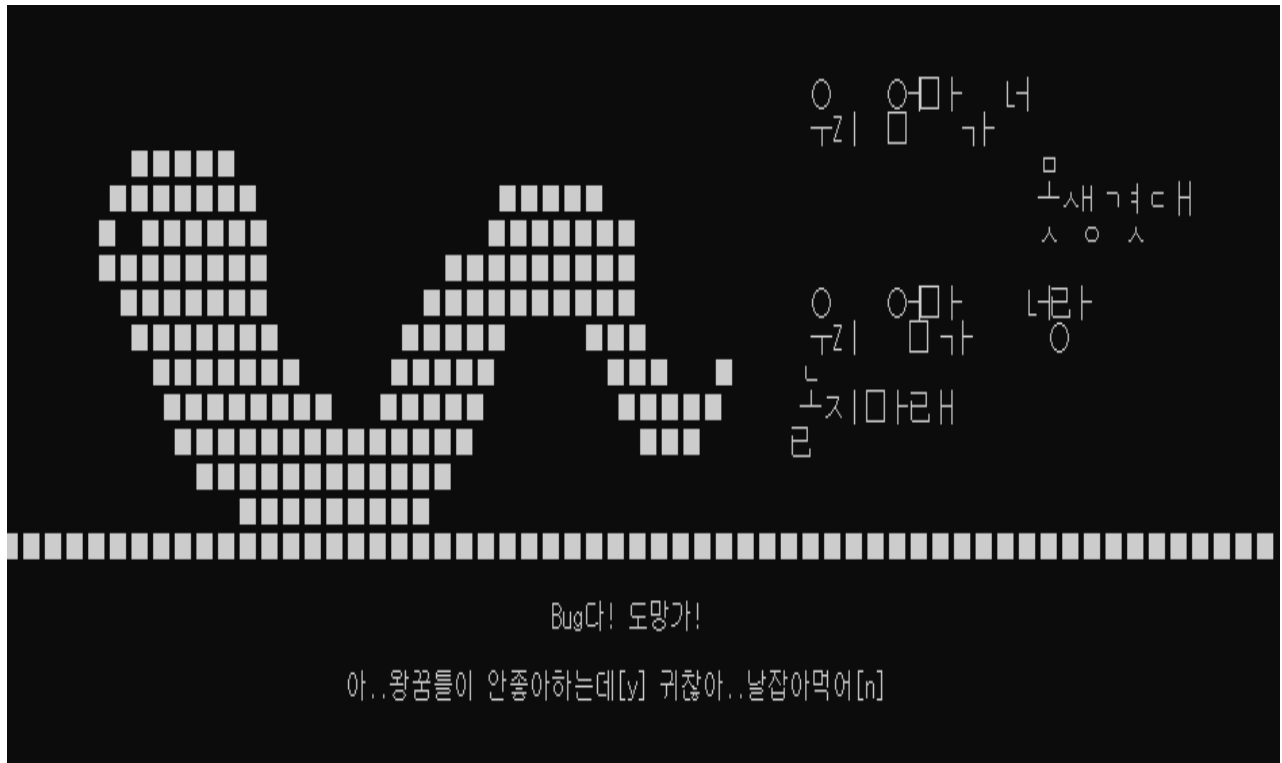 우리 엄마가 너
못생겼대
우리 엄마가 너랑
놀지마래
Bug다! 도망가!
아..왕꿈틀이 안좋아하는데[y] 귀찮아..날잡아먹어[n]